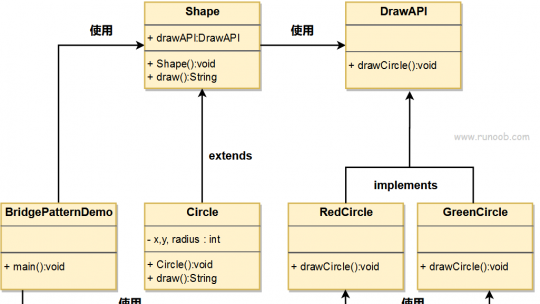 Shape
DrawAPI
使用
+ drawAPI:DrawAPI
使用
+ Shape():void
+ draw():String
+ drawCircle():void
www.runoob.com
extends
implements
BridgePatternDemo
Circle
RedCircle
GreenCircle
- x,y, radius : int
+ main():void
+ Circle():void
+ draw():String
+ drawCircle():void
+ drawCircle():void
使用
使用